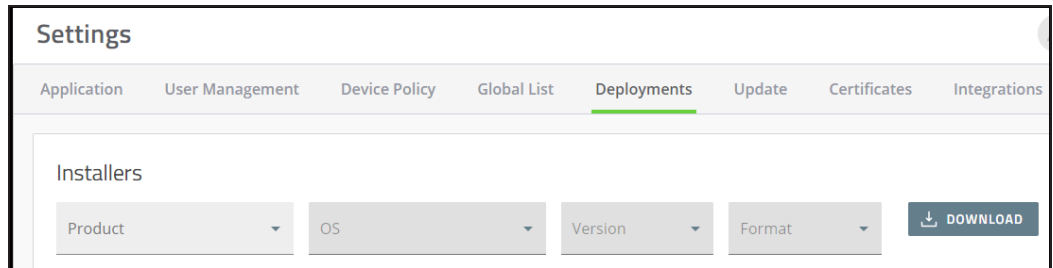 Settings
Application User Management Device Policy Global List Deployments Update Certificates Integrations
Installers
Product OS Version Format DOWNLOAD